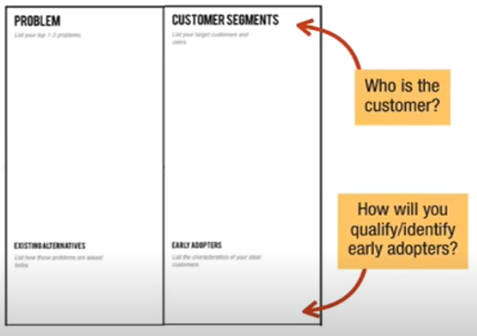 PROBLEM
List your top 1-3 problems.
EXISTING ALTERNATIVES
List how these problems are solved
today.
CUSTOMER SEGMENTS
List your target customers and
users.
EARLY ADOPTERS
List the characteristics of your ideal
customers.
Who is the
customer?
How will you
qualify/identify
early adopters?